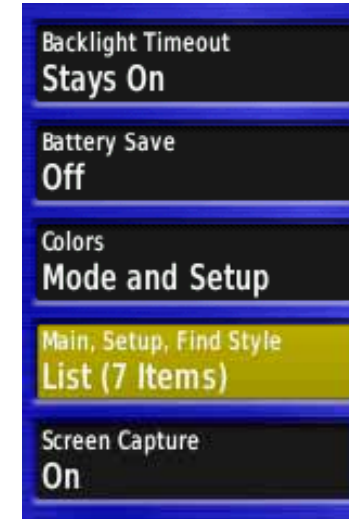 Backlight Timeout
Stays On
Battery Save
Off
Colors
Mode and Setup
Main, Setup, Find Style
List (7 Items)
Screen Capture
On